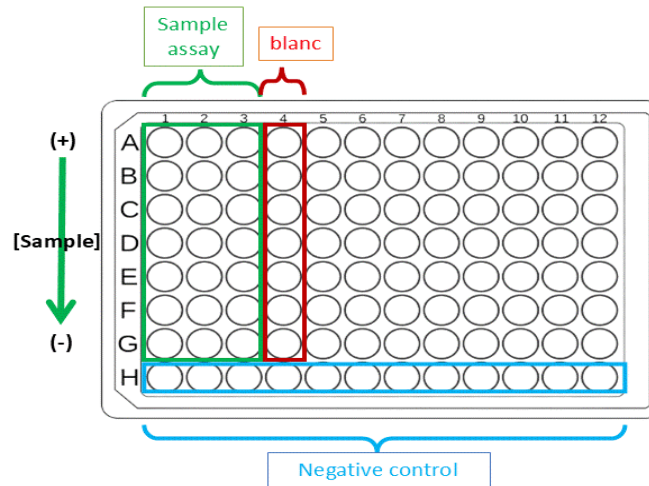 Sample
assay
blanc
1 2 3 4 5 6 7 8 9 10 11 12
(+)
A
B
C
[Sample]
D
E
F
(-)
G
H
Negative control